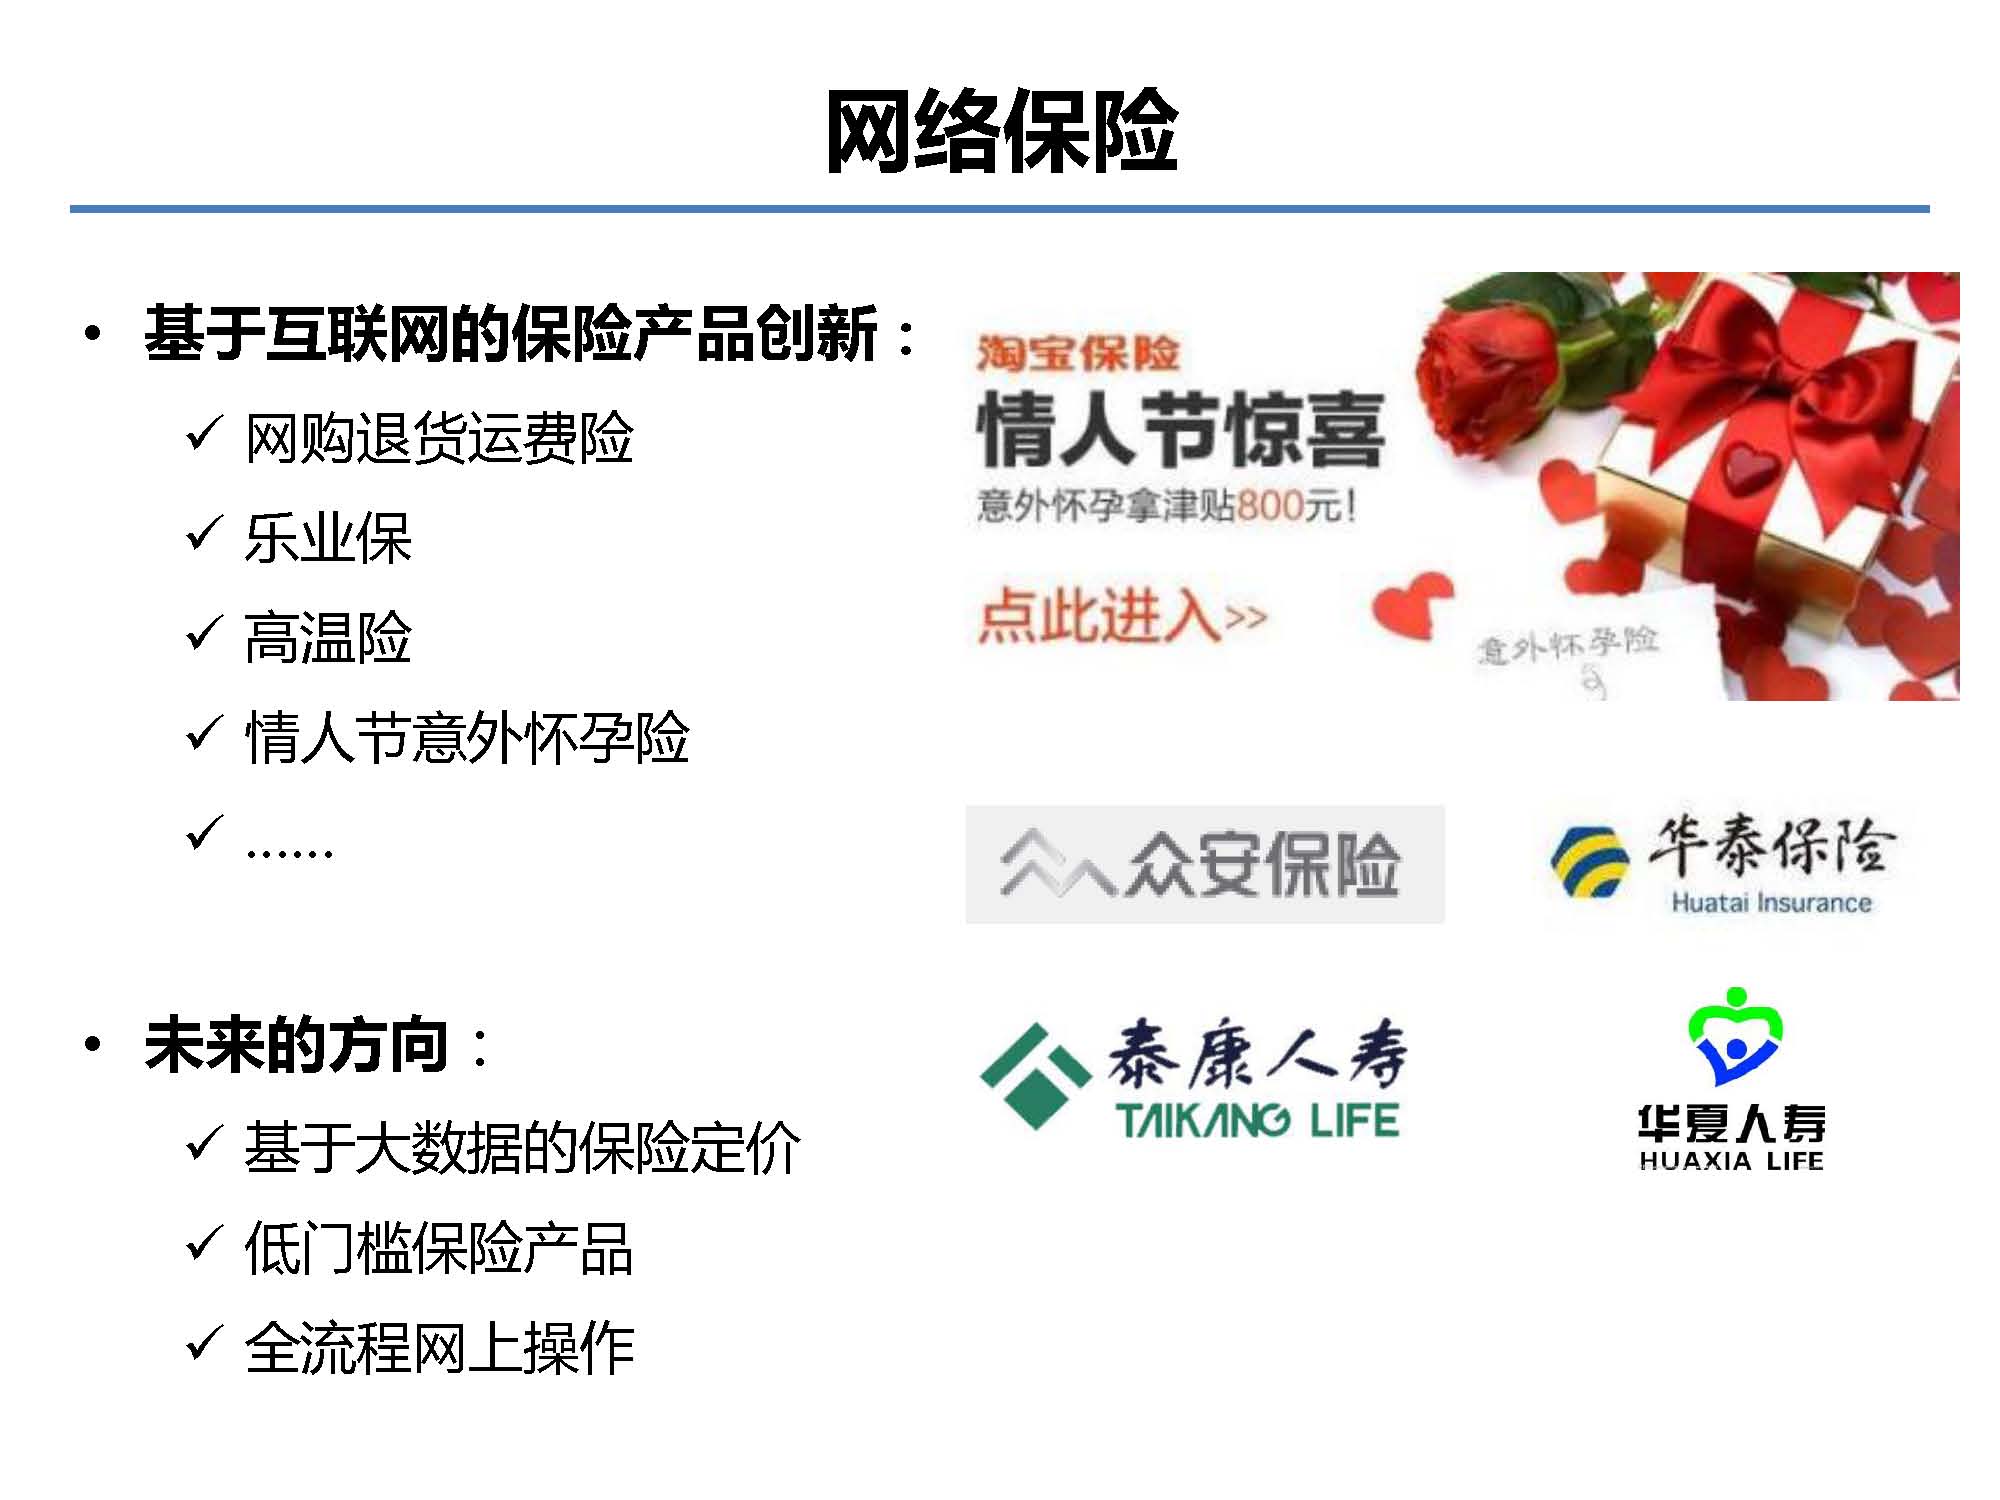 网络保险
• 基于互联网的保险产品创新：
✓ 网购退货运费险
✓ 乐业保
✓ 高温险
✓ 情人节意外怀孕险
✓ ......
• 未来的方向：
✓ 基于大数据的保险定价
✓ 低门槛保险产品
✓ 全流程网上操作
淘宝保险
情人节惊喜
意外怀孕拿津贴800元!
点此进入>>
意外怀孕险
众安保险
华泰保险
Huatai Insurance
泰康人寿
TAIKANG LIFE
华夏人寿
HUAXIA LIFE